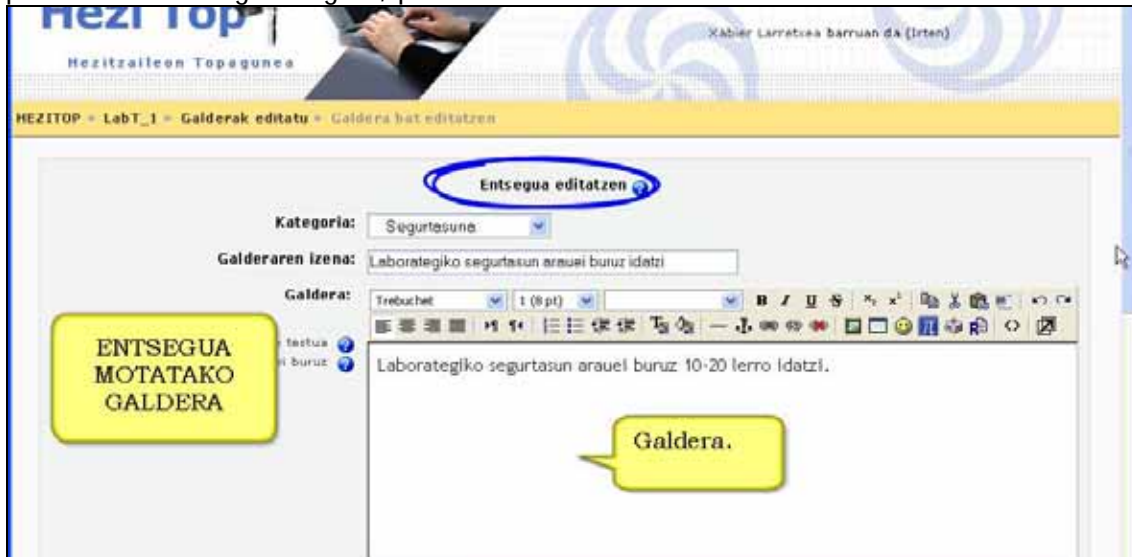 Hezi Top
Hezitzaileen Topagunea
Xabier Larretxea barruan da (Irten)
HEZITOP » LabT_1 » Galderak editatu » Galdera bat editatzen
Entsegua editatzen
Kategoria: Segurtasuna
Galderaren izena: Laborategiko segurtasun arauei buruz idatzi
Galdera: Trebuchet 1 (8 pt)
testua
buruz
ENTSEGUA
MOTATAKO
GALDERA
Laborategiko segurtasun arauei buruz 10-20 lerro idatzi.
Galdera.